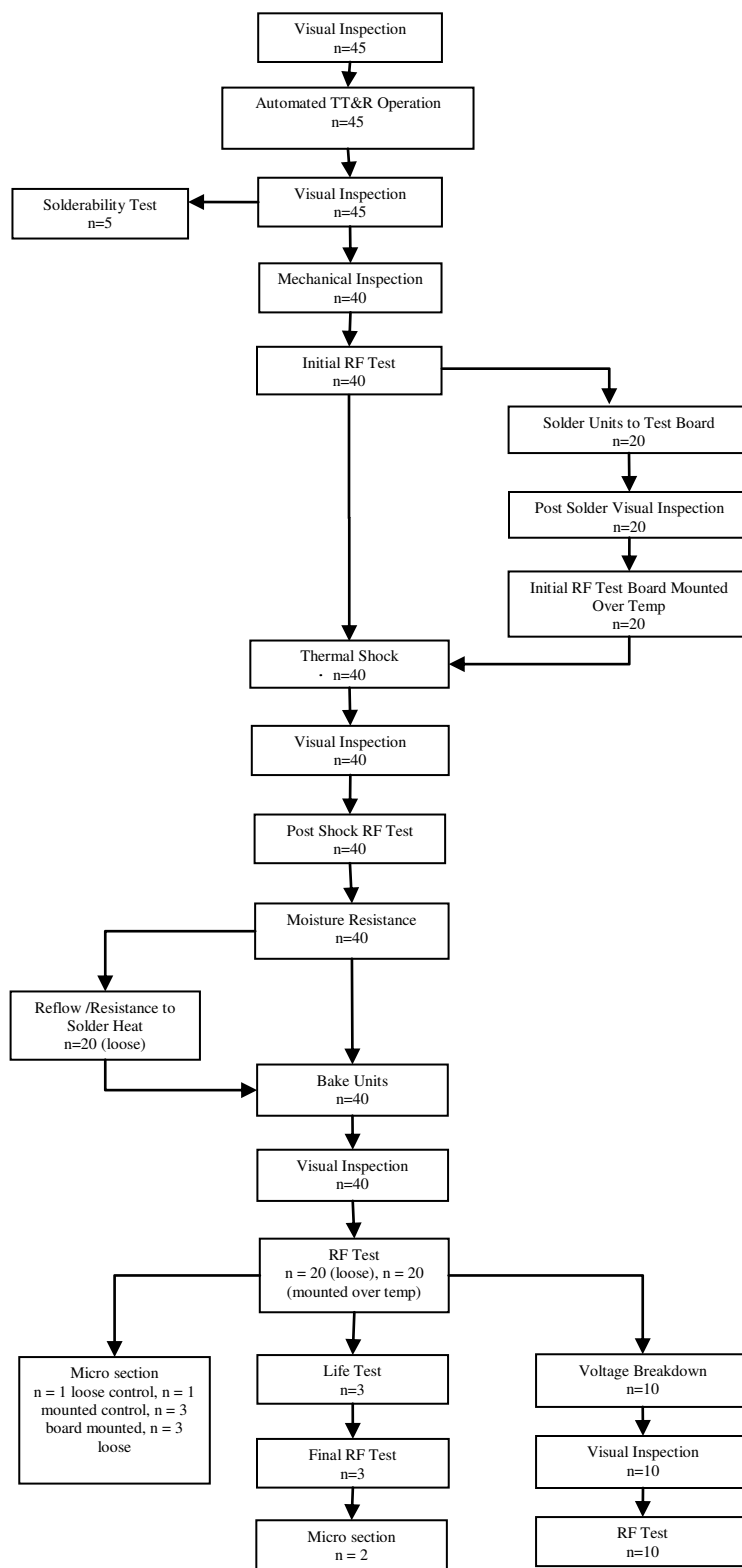 Visual Inspection
n=45
Automated TT&R Operation
n=45
Visual Inspection
n=45
Solderability Test
n=5
Mechanical Inspection
n=40
Initial RF Test
n=40
Solder Units to Test Board
n=20
Post Solder Visual Inspection
n=20
Initial RF Test Board Mounted
Over Temp
n=20
Thermal Shock
· n=40
Visual Inspection
n=40
Post Shock RF Test
n=40
Moisture Resistance
n=40
Reflow /Resistance to
Solder Heat
n=20 (loose)
Bake Units
n=40
Visual Inspection
n=40
RF Test
n = 20 (loose), n = 20
(mounted over temp)
Micro section
n = 1 loose control, n = 1
mounted control, n = 3
board mounted, n = 3
loose
Life Test
n=3
Voltage Breakdown
n=10
Final RF Test
n=3
Visual Inspection
n=10
Micro section
n = 2
RF Test
n=10